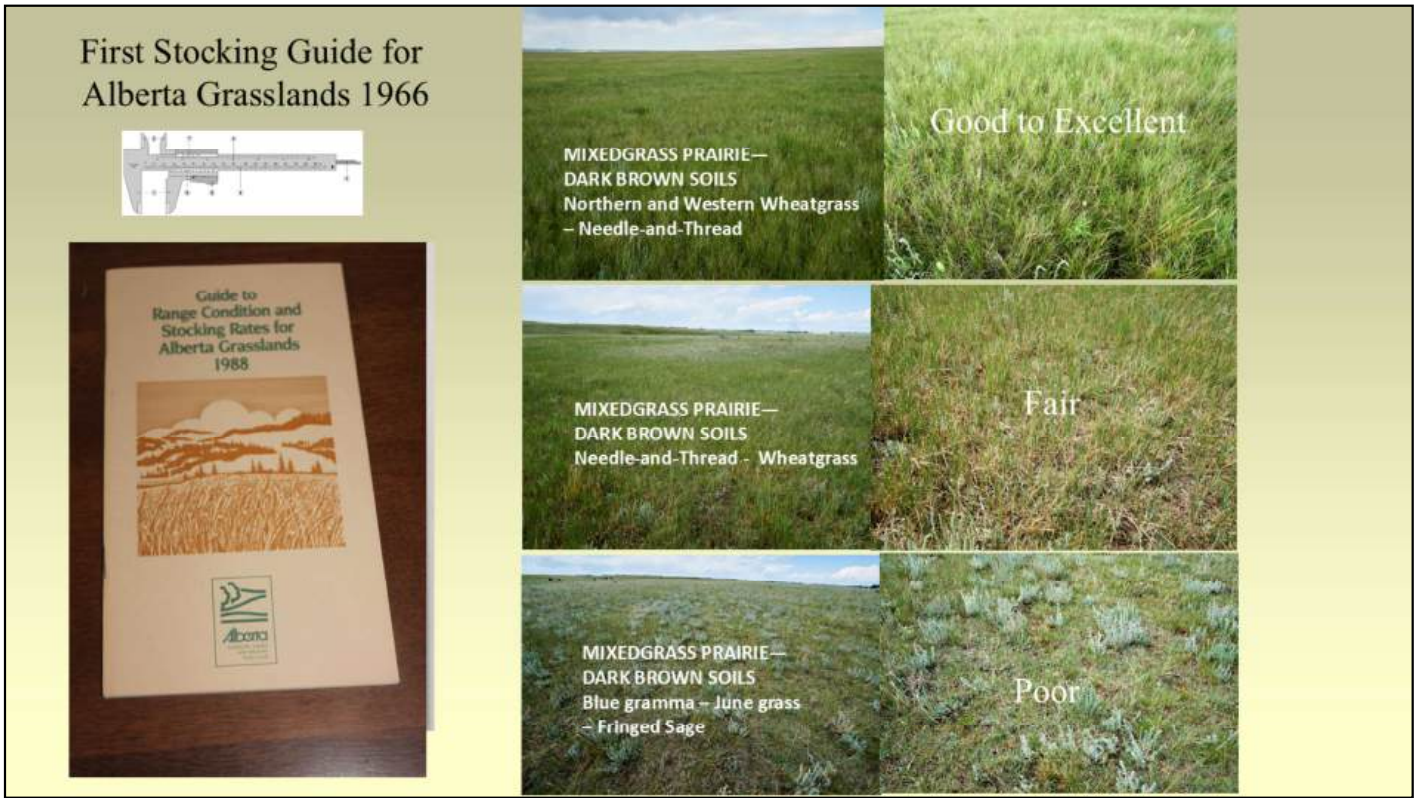 First Stocking Guide for
Alberta Grasslands 1966
Guide to
Range Condition and
Stocking Rates for
Alberta Grasslands
1988
Alberta
MIXEDGRASS PRAIRIE—
DARK BROWN SOILS
Northern and Western Wheatgrass
– Needle-and-Thread
Good to Excellent
MIXEDGRASS PRAIRIE—
DARK BROWN SOILS
Needle-and-Thread - Wheatgrass
Fair
MIXEDGRASS PRAIRIE—
DARK BROWN SOILS
Blue gramma – June grass
– Fringed Sage
Poor